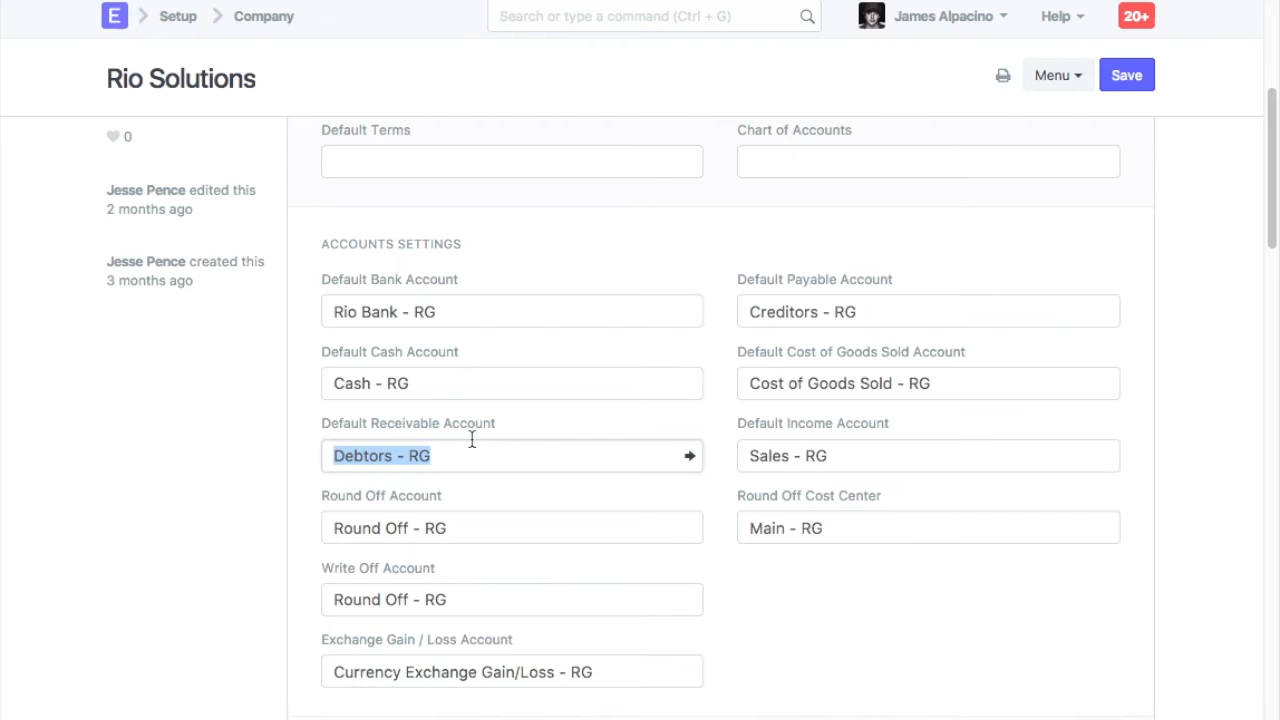 E Setup Company Search or type a command (Ctrl + G) James Alpacino Help 20+
Rio Solutions Menu Save
0
Jesse Pence edited this
2 months ago
Jesse Pence created this
3 months ago
Default Terms Chart of Accounts
ACCOUNTS SETTINGS
Default Bank Account Default Payable Account
Rio Bank - RG Creditors - RG
Default Cash Account Default Cost of Goods Sold Account
Cash - RG Cost of Goods Sold - RG
Default Receivable Account Default Income Account
Debtors - RG Sales - RG
Round Off Account Round Off Cost Center
Round Off - RG Main - RG
Write Off Account
Round Off - RG
Exchange Gain / Loss Account
Currency Exchange Gain/Loss - RG